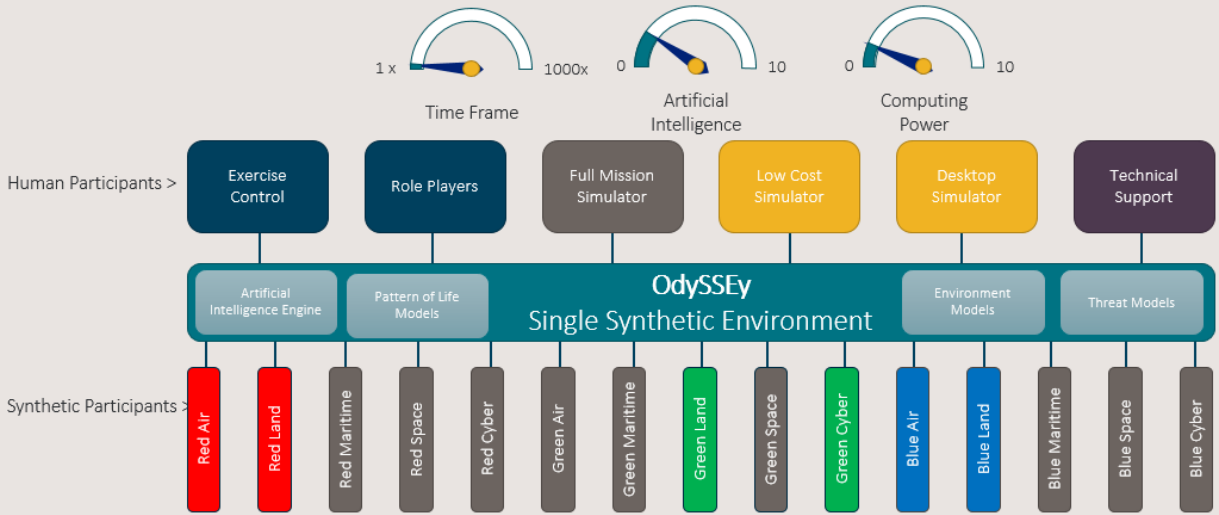 1 x
1000x
Time Frame
0
10
Artificial
Intelligence
0
10
Computing
Power
Human Participants >
Exercise
Control
Role Players
Full Mission
Simulator
Low Cost
Simulator
Desktop
Simulator
Technical
Support
Artificial
Intelligence Engine
Pattern of Life
Models
OdySSEy
Single Synthetic Environment
Environment
Models
Threat Models
Synthetic Participants >
Red Air
Red Land
Red Maritime
Red Space
Red Cyber
Green Air
Green Maritime
Green Land
Green Space
Green Cyber
Blue Air
Blue Land
Blue Maritime
Blue Space
Blue Cyber